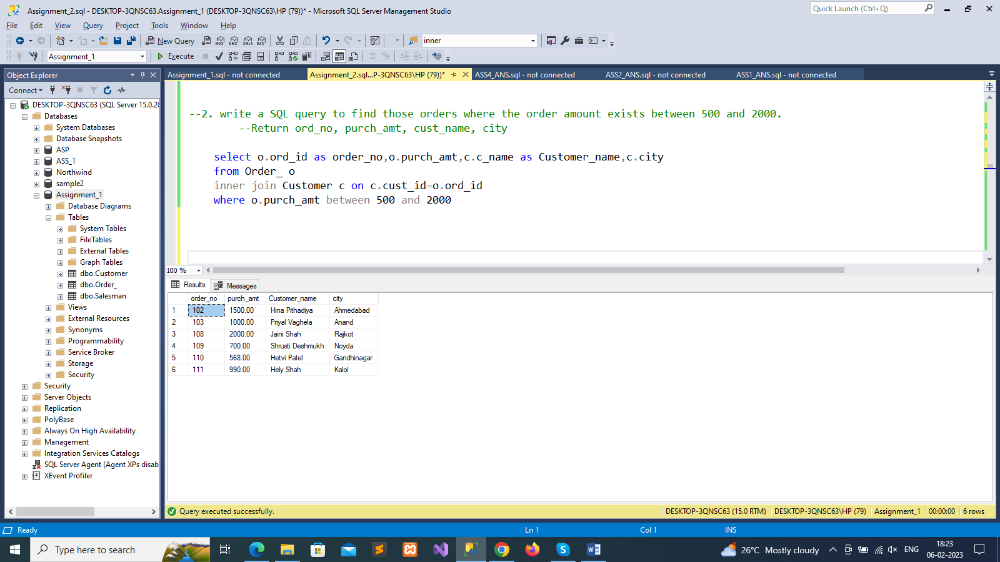 Assignment_2.sql - DESKTOP-3QNSC63.Assignment_1 (DESKTOP-3QNSC63\HP (79))* - Microsoft SQL Server Management Studio
Quick Launch (Ctrl+Q)
File Edit View Query Project Tools Window Help
New Query MDX DMX XMLA DAX inner
Assignment_1 Execute
Object Explorer
Assignment_1.sql - not connected
Assignment_2.sql...P-3QNSC63\HP (79))*
ASS4_ANS.sql - not connected
ASS2_ANS.sql - not connected
ASS1_ANS.sql - not connected
Connect
DESKTOP-3QNSC63 (SQL Server 15.0.20
Databases
System Databases
Database Snapshots
ASP
ASS_1
Northwind
sample2
Assignment_1
Database Diagrams
Tables
System Tables
FileTables
External Tables
Graph Tables
dbo.Customer
dbo.Order_
dbo.Salesman
Views
External Resources
Synonyms
Programmability
Service Broker
Storage
Security
Security
Server Objects
Replication
PolyBase
Always On High Availability
Management
Integration Services Catalogs
SQL Server Agent (Agent XPs disab
XEvent Profiler
--2. write a SQL query to find those orders where the order amount exists between 500 and 2000.
--Return ord_no, purch_amt, cust_name, city
select o.ord_id as order_no,o.purch_amt,c.c_name as Customer_name,c.city
from Order_ o
inner join Customer c on c.cust_id=o.ord_id
where o.purch_amt between 500 and 2000
100 %
Results Messages
order_no purch_amt Customer_name city
1 102 1500.00 Hina Pithadiya Ahmedabad
2 103 1000.00 Priyal Vaghela Anand
3 108 2000.00 Jaini Shah Rajkot
4 109 700.00 Shrusti Deshmukh Noyda
5 110 568.00 Hetvi Patel Gandhinagar
6 111 990.00 Hely Shah Kalol
Query executed successfully.
DESKTOP-3QNSC63 (15.0 RTM) DESKTOP-3QNSC63\HP (79) Assignment_1 00:00:00 6 rows
Ready Ln 1 Col 1 INS
Type here to search
26°C Mostly cloudy ENG
18:23
06-02-2023